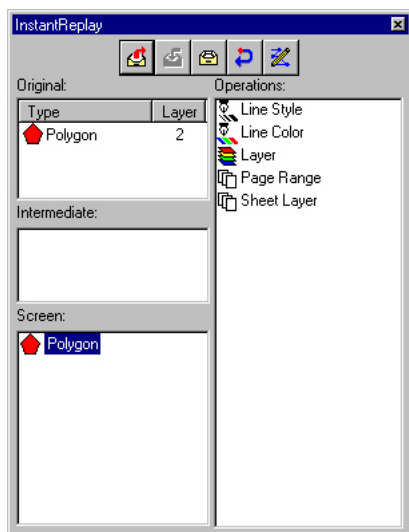 InstantReplay
Original:
Type Layer
Polygon 2
Intermediate:
Screen:
Polygon
Operations:
Line Style
Line Color
Layer
Page Range
Sheet Layer